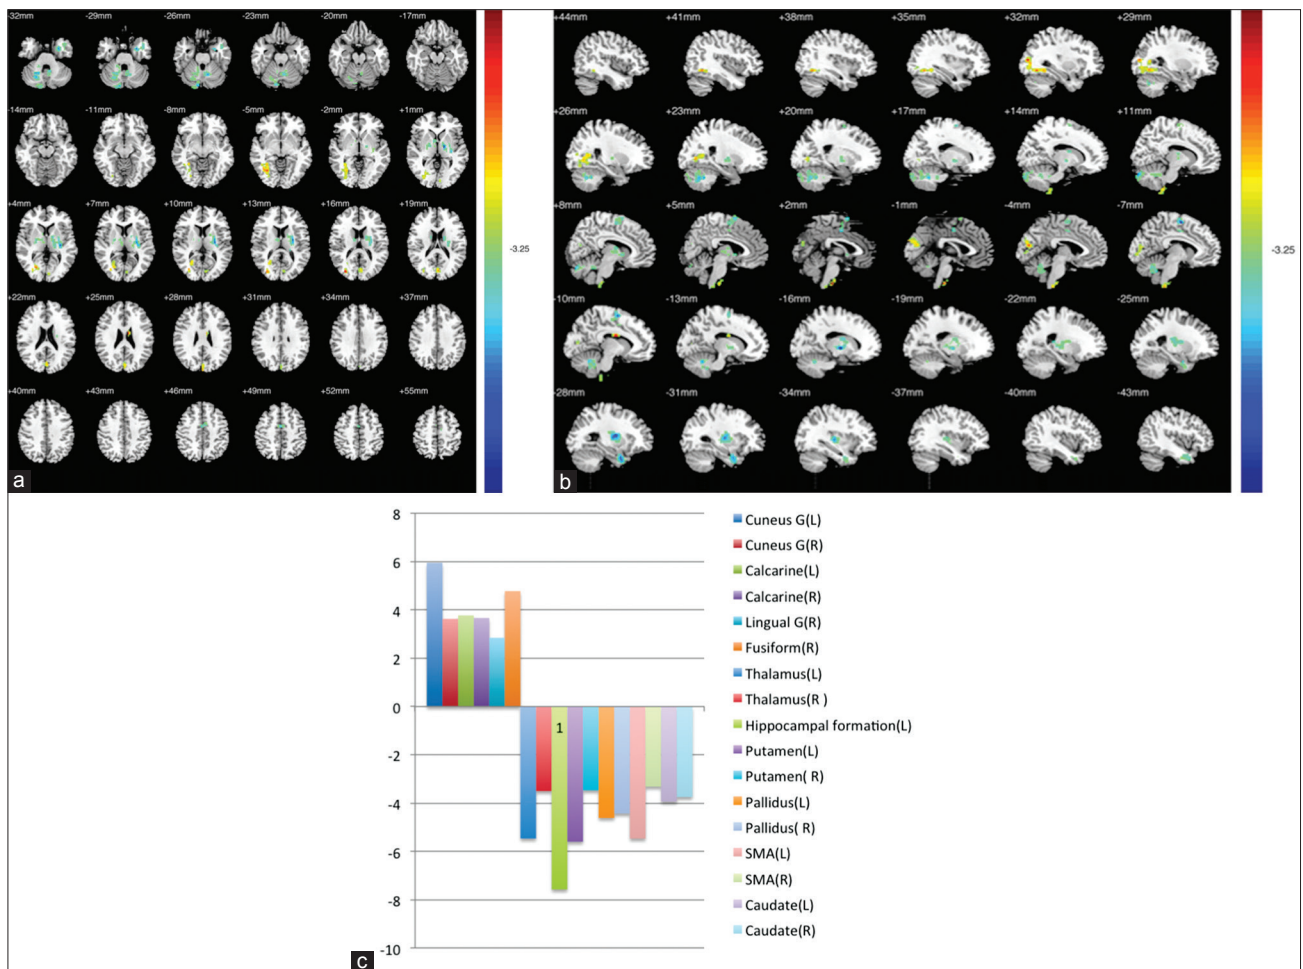 -32mm -29mm -26mm -23mm -20mm -17mm
-14mm -11mm -8mm -5mm -2mm +1mm
+4mm +7mm +10mm +13mm +16mm +19mm
+22mm +25mm +28mm +31mm +34mm +37mm
+40mm +43mm +46mm +49mm +52mm +55mm
-3.25
a
+44mm +41mm +38mm +35mm +32mm +29mm
+26mm +23mm +20mm +17mm +14mm +11mm
+8mm +5mm +2mm -1mm -4mm -7mm
-10mm -13mm -16mm -19mm -22mm -25mm
-28mm -31mm -34mm -37mm -40mm -43mm
-3.25
b
8
6
4
2
0
-2
-4
-6
-8
-10
1
Cuneus G(L)
Cuneus G(R)
Calcarine(L)
Calcarine(R)
Lingual G(R)
Fusiform(R)
Thalamus(L)
Thalamus(R )
Hippocampal formation(L)
Putamen(L)
Putamen( R)
Pallidus(L)
Pallidus( R)
SMA(L)
SMA(R)
Caudate(L)
Caudate(R)
c